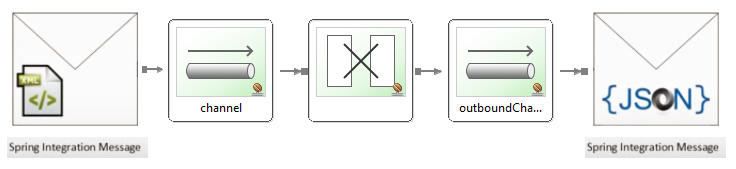 XML
</>
Spring Integration Message
channel
outboundCha...
{JSON}
Spring Integration Message